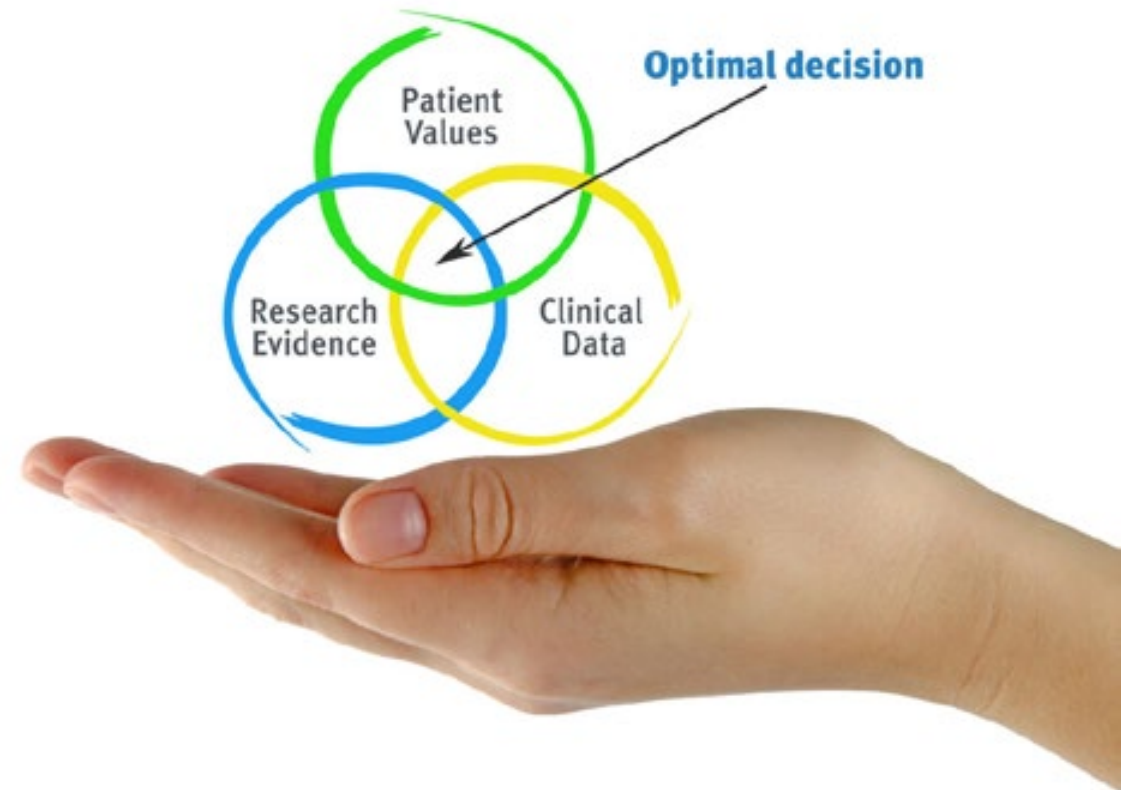 Optimal decision
Patient
Values
Research
Evidence
Clinical
Data